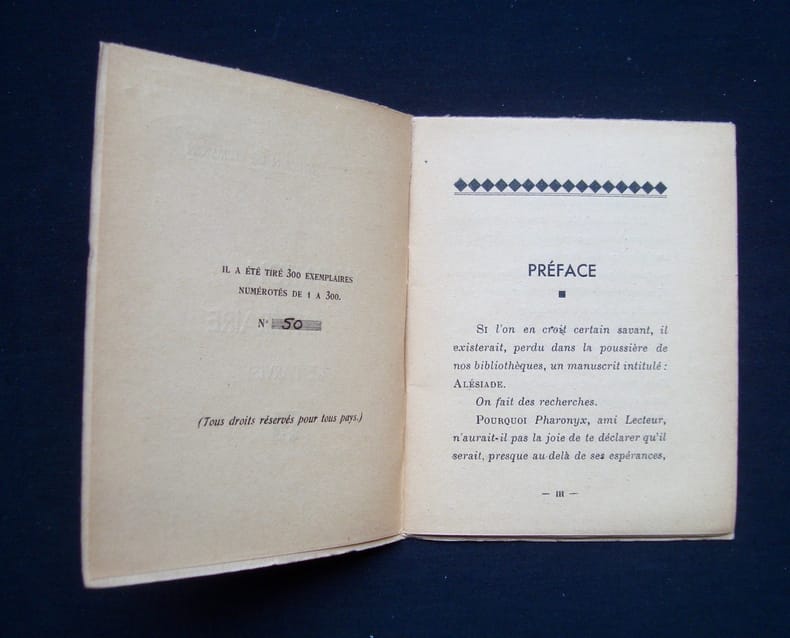 IL A ÉTÉ TIRÉ 300 EXEMPLAIRES
NUMÉROTÉS DE 1 A 300.
N° 50
(Tous droits réservés pour tous pays.)
PRÉFACE
SI l'on en croit certain savant, il
existerait, perdu dans la poussière de
nos bibliothèques, un manuscrit intitulé :
ALÉSIADE.
On fait des recherches.
POURQUOI Pharonyx, ami Lecteur,
n'aurait-il pas la joie de te déclarer qu'il
serait, presque au delà de ses espérances,
— III —